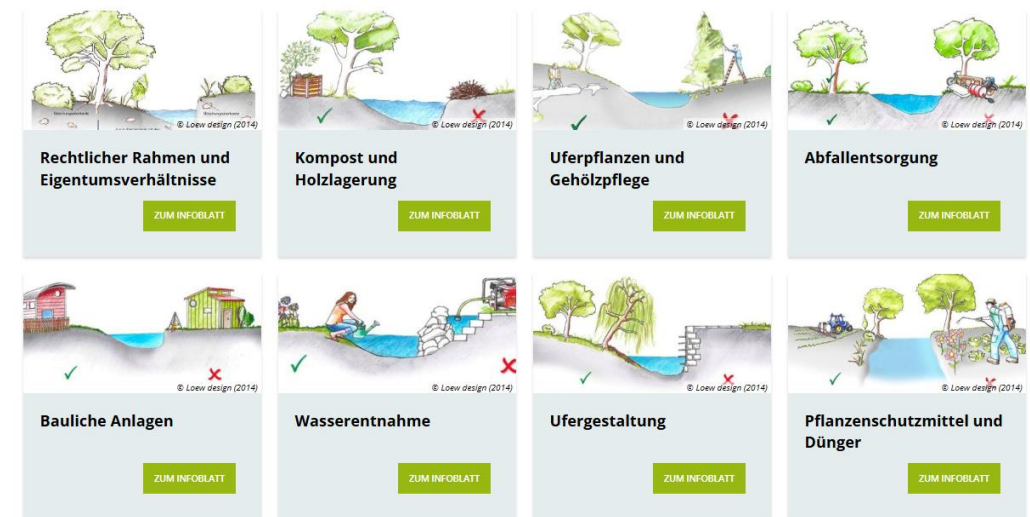 © Loew design (2014)
© Loew design (2014)
© Loew design (2014)
© Loew design (2014)
Rechtlicher Rahmen und
Eigentumsverhältnisse
Kompost und
Holzlagerung
Uferpflanzen und
Gehölzpflege
Abfallentsorgung
ZUM INFOBLATT
ZUM INFOBLATT
ZUM INFOBLATT
ZUM INFOBLATT
© Loew design (2014)
© Loew design (2014)
© Loew design (2014)
© Loew design (2014)
Bauliche Anlagen
Wasserentnahme
Ufergestaltung
Pflanzenschutzmittel und
Dünger
ZUM INFOBLATT
ZUM INFOBLATT
ZUM INFOBLATT
ZUM INFOBLATT